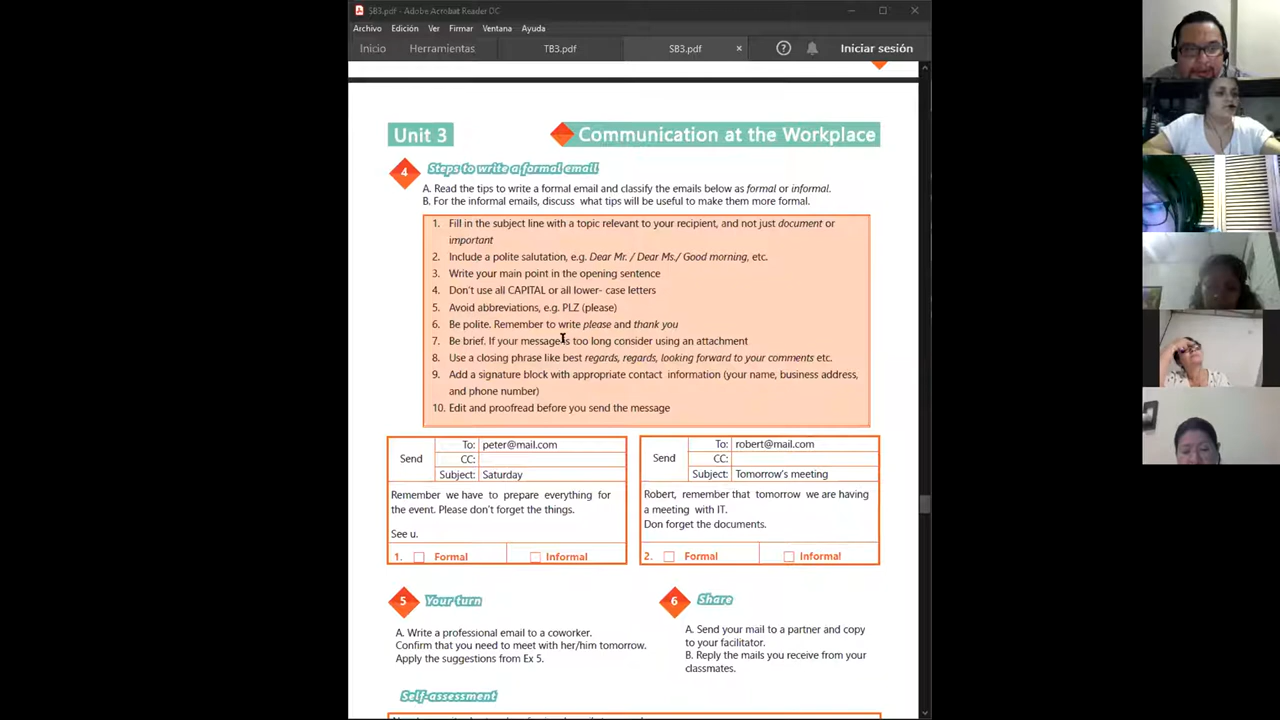 SB3.pdf - Adobe Acrobat Reader DC
Archivo Edición Ver Firmar Ventana Ayuda
Inicio Herramientas TB3.pdf SB3.pdf × Iniciar sesión
Unit 3 Communication at the Workplace
4 Steps to write a formal email
A. Read the tips to write a formal email and classify the emails below as formal or informal.
B. For the informal emails, discuss what tips will be useful to make them more formal.
1. Fill in the subject line with a topic relevant to your recipient, and not just document or
important
2. Include a polite salutation, e.g. Dear Mr. / Dear Ms./ Good morning, etc.
3. Write your main point in the opening sentence
4. Don't use all CAPITAL or all lower- case letters
5. Avoid abbreviations, e.g. PLZ (please)
6. Be polite. Remember to write please and thank you
7. Be brief. If your message is too long consider using an attachment
8. Use a closing phrase like best regards, regards, looking forward to your comments etc.
9. Add a signature block with appropriate contact information (your name, business address,
and phone number)
10. Edit and proofread before you send the message
Send
To: peter@mail.com
CC:
Subject: Saturday
Remember we have to prepare everything for
the event. Please don't forget the things.
See u.
1. Formal Informal
Send
To: robert@mail.com
CC:
Subject: Tomorrow's meeting
Robert, remember that tomorrow we are having
a meeting with IT.
Don forget the documents.
2. Formal Informal
5 Your turn
A. Write a professional email to a coworker.
Confirm that you need to meet with her/him tomorrow.
Apply the suggestions from Ex 5.
6 Share
A. Send your mail to a partner and copy
to your facilitator.
B. Reply the mails you receive from your
classmates.
Self-assessment